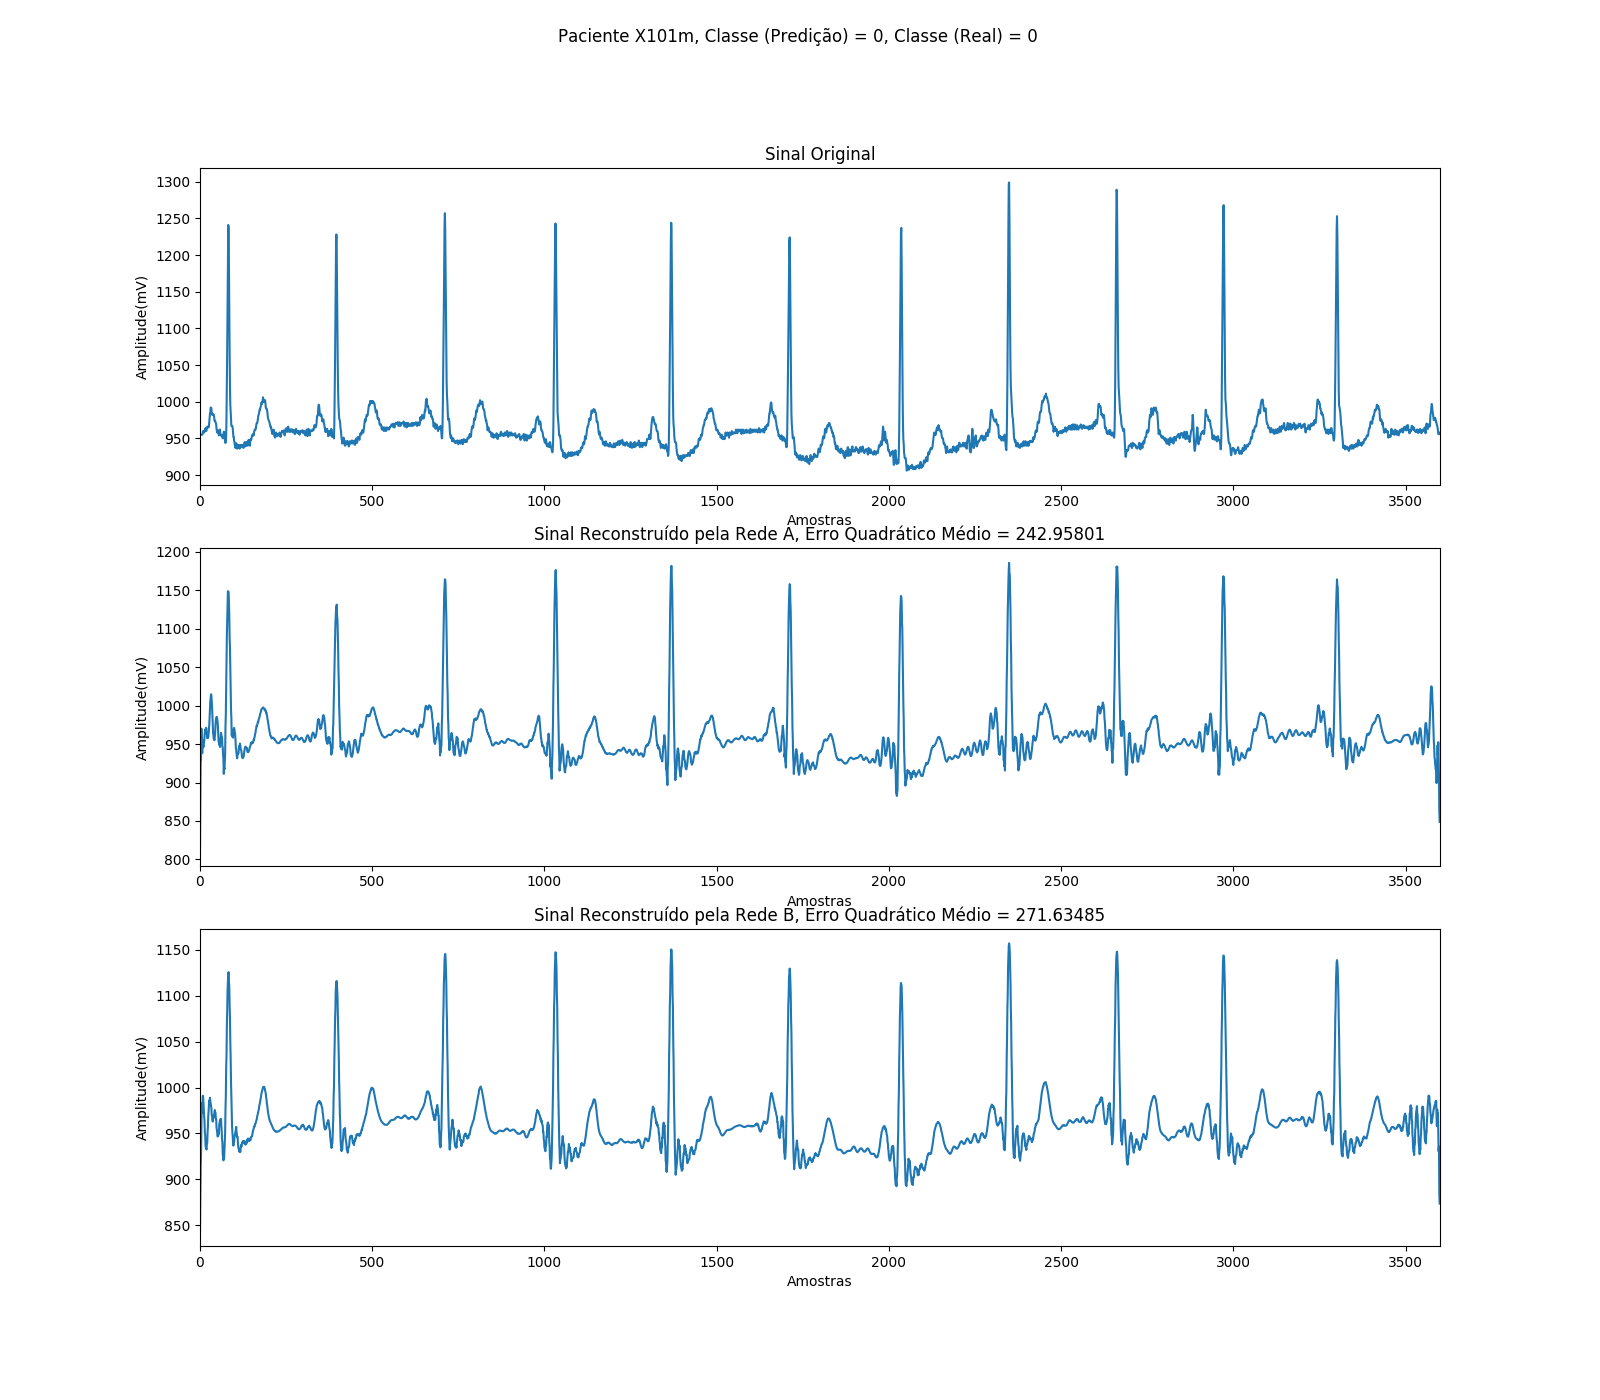 Paciente X101m, Classe (Predição) = 0, Classe (Real) = 0
Sinal Original
1300
1250
1200
1150
1100
1050
1000
950
900
Amplitude(mV)
0 500 1000 1500 2000 2500 3000 3500
Amostras
Sinal Reconstruído pela Rede A, Erro Quadrático Médio = 242.95801
1200
1150
1100
1050
1000
950
900
850
800
Amplitude(mV)
0 500 1000 1500 2000 2500 3000 3500
Amostras
Sinal Reconstruído pela Rede B, Erro Quadrático Médio = 271.63485
1150
1100
1050
1000
950
900
850
Amplitude(mV)
0 500 1000 1500 2000 2500 3000 3500
Amostras